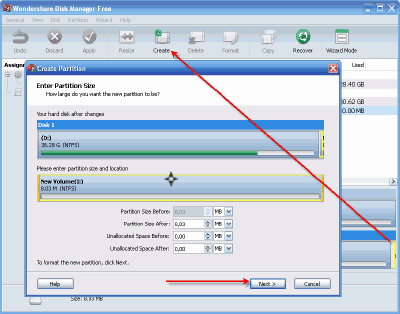 Wondershare Disk Manager Free
General View Disk Partition Wizard Help
Undo Discard Apply Resize Create Delete Format Copy Recover Wizard Mode
Assign
Used
28.40 GB
30.62 GB
0.00 MB
Create Partition
Enter Partition Size
How large do you want the new partition to be?
Your hard disk after changes
Disk 1
(D:)
38.28 G (NTFS)
Please enter partition size and location
New Volume(I:)
8.03 M (NTFS)
Partition Size Before: 8,03 MB
Partition Size After: 8,03 MB
Unallocated Space Before: 0,00 MB
Unallocated Space After: 0,00 MB
To format the new partition, click Next.
Help
Next >
Cancel
Size: 8.03 MB